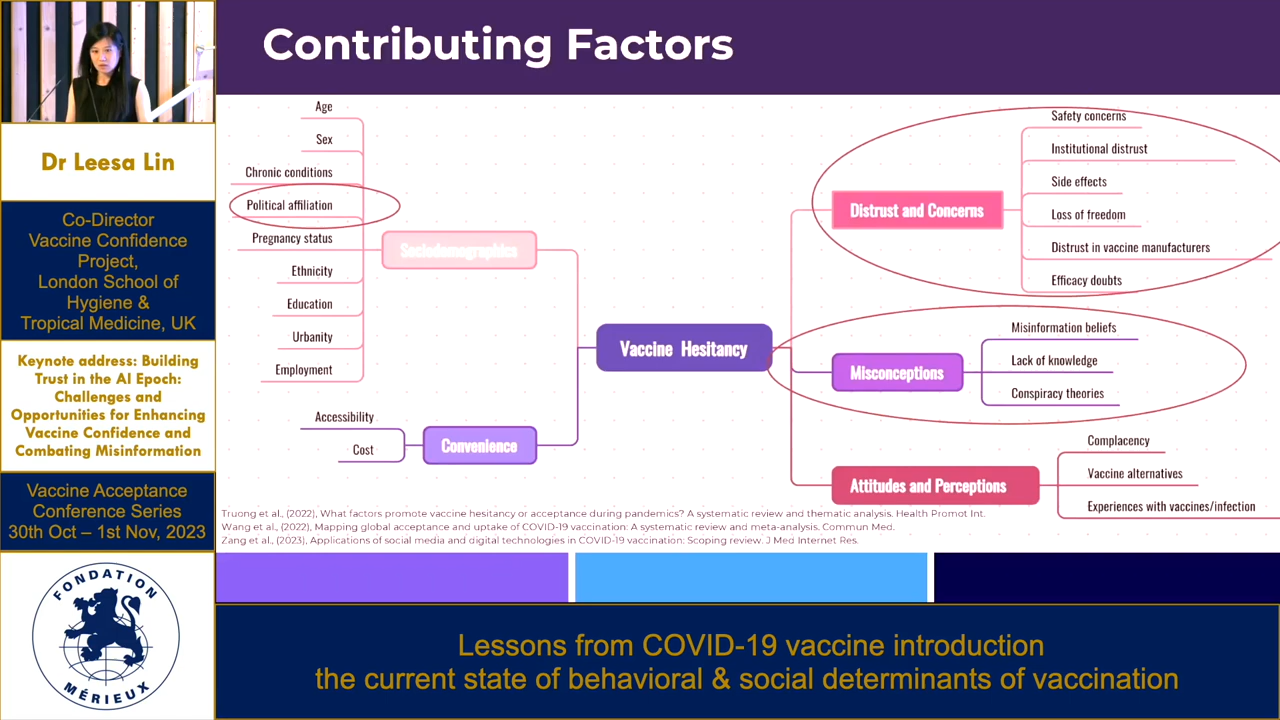 Contributing Factors
Dr Leesa Lin
Co-Director
Vaccine Confidence
Project,
London School of
Hygiene &
Tropical Medicine, UK
Keynote address: Building
Trust in the AI Epoch:
Challenges and
Opportunities for Enhancing
Vaccine Confidence and
Combating Misinformation
Vaccine Acceptance
Conference Series
30th Oct – 1st Nov, 2023
FONDATION
MÉRIEUX
Age
Sex
Chronic conditions
Political affiliation
Pregnancy status
Ethnicity
Education
Urbanity
Employment
Sociodemographics
Accessibility
Cost
Convenience
Vaccine Hesitancy
Distrust and Concerns
Safety concerns
Institutional distrust
Side effects
Loss of freedom
Distrust in vaccine manufacturers
Efficacy doubts
Misconceptions
Misinformation beliefs
Lack of knowledge
Conspiracy theories
Attitudes and Perceptions
Complacency
Vaccine alternatives
Experiences with vaccines/infection
Truong et al., (2022), What factors promote vaccine hesitancy or acceptance during pandemics? A systematic review and thematic analysis. Health Promot Int.
Wang et al., (2022), Mapping global acceptance and uptake of COVID-19 vaccination: A systematic review and meta-analysis. Commun Med.
Zang et al., (2023), Applications of social media and digital technologies in COVID-19 vaccination: Scoping review. J Med Internet Res.
Lessons from COVID-19 vaccine introduction
the current state of behavioral & social determinants of vaccination